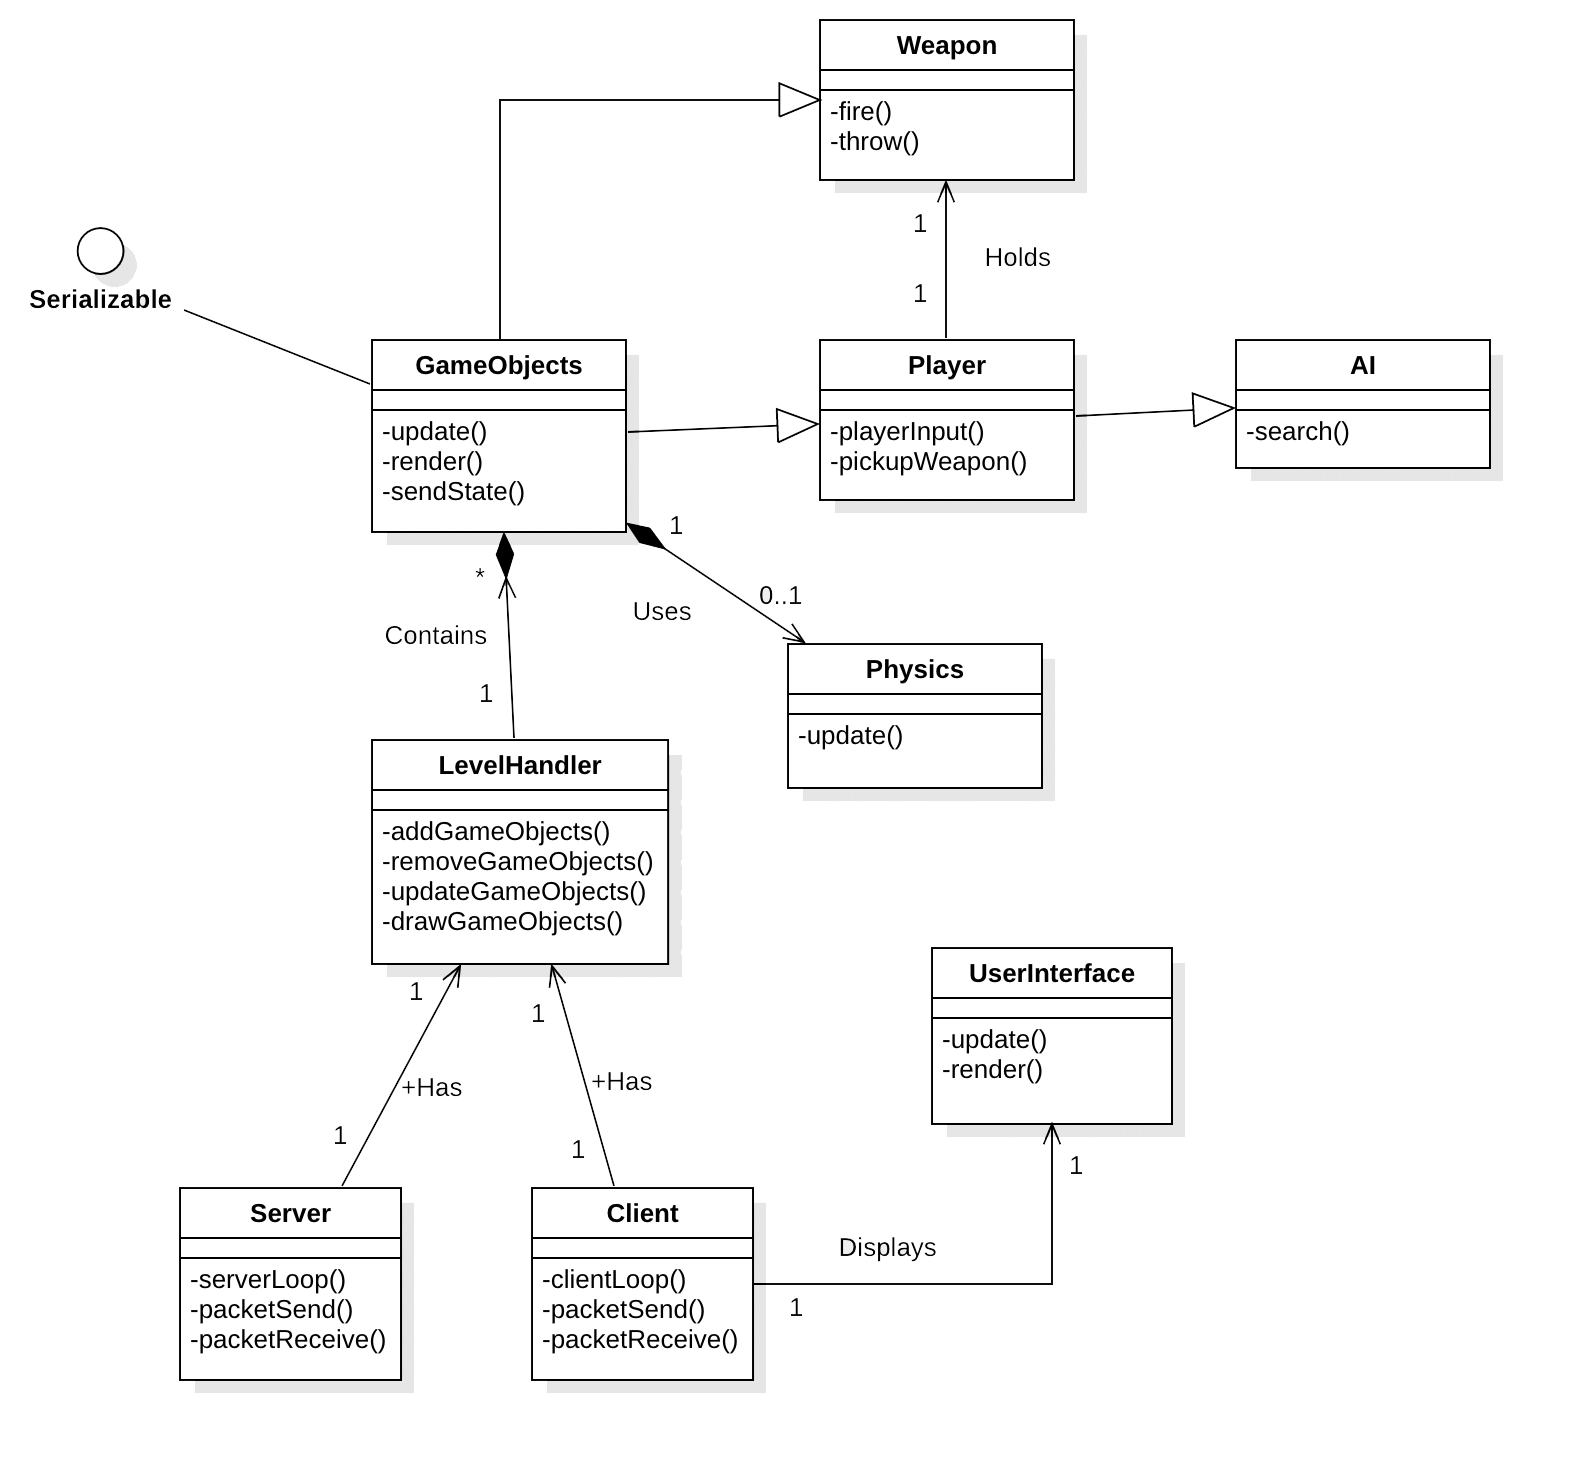 Weapon
-fire()
-throw()
1
Holds
1
Serializable
GameObjects
-update()
-render()
-sendState()
Player
-playerInput()
-pickupWeapon()
AI
-search()
1
*
0..1
Uses
Contains
1
Physics
-update()
LevelHandler
-addGameObjects()
-removeGameObjects()
-updateGameObjects()
-drawGameObjects()
UserInterface
-update()
-render()
1
1
+Has
+Has
1
1
1
Server
-serverLoop()
-packetSend()
-packetReceive()
Client
-clientLoop()
-packetSend()
-packetReceive()
Displays
1